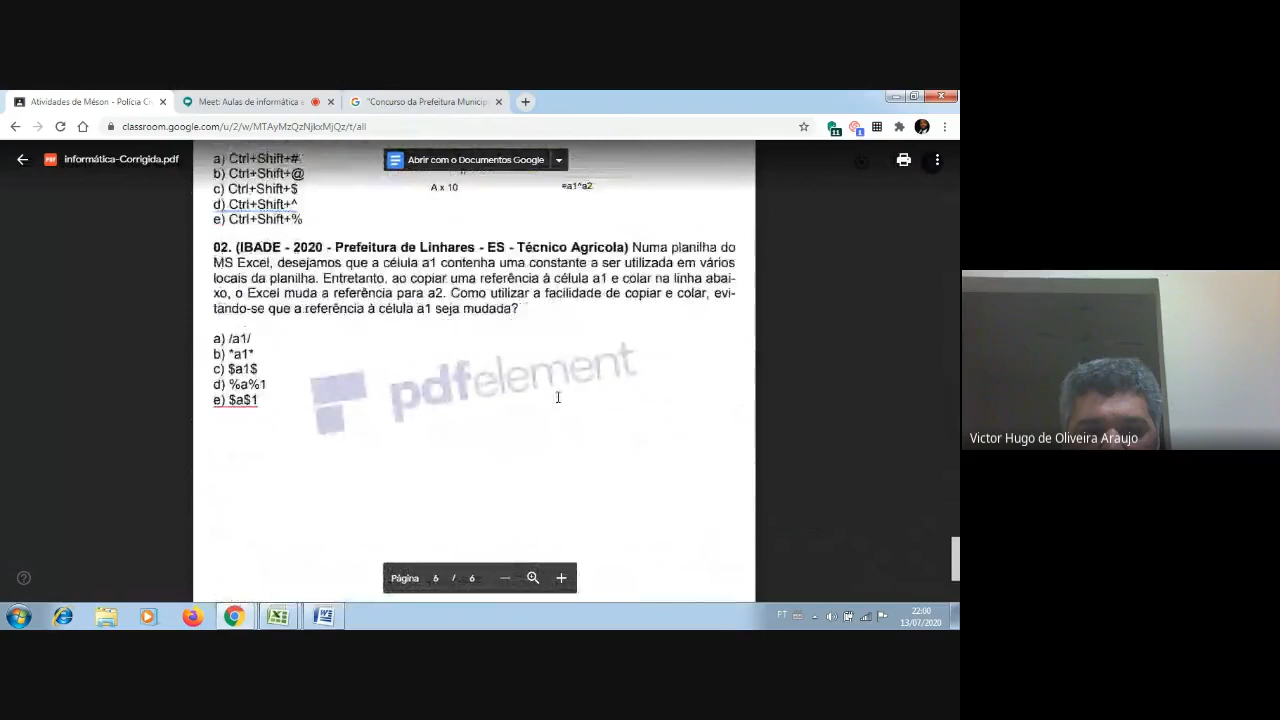 Atividades de Méson - Polícia Ci
Meet: Aulas de informática e
"Concurso da Prefeitura Municip
classroom.google.com/u/2/w/MTAyMzQzNjkxMjQz/t/all
11
1
informática-Corrigida.pdf
Abrir com o Documentos Google
a) Ctrl+Shift+#
b) Ctrl+Shift+@
c) Ctrl+Shift+$
d) Ctrl+Shift+^
e) Ctrl+Shift+%
A x 10
=a1^a2
02. (IBADE - 2020 - Prefeitura de Linhares - ES - Técnico Agrícola) Numa planilha do
MS Excel, desejamos que a célula a1 contenha uma constante a ser utilizada em vários
locais da planilha. Entretanto, ao copiar uma referência à célula a1 e colar na linha abai-
xo, o Excel muda a referência para a2. Como utilizar a facilidade de copiar e colar, evi-
tando-se que a referência à célula a1 seja mudada?
a) /a1/
b) *a1*
c) $a1$
d) %a%1
e) $a$1
pdfelement
Página 6 / 6
Victor Hugo de Oliveira Araujo
PT
22:00
13/07/2020